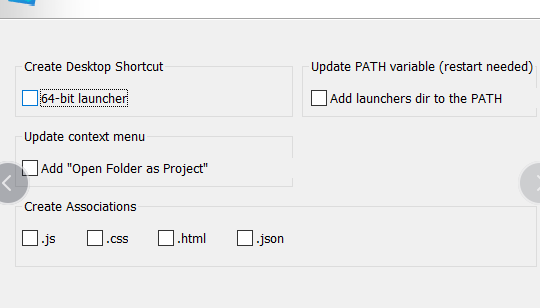 Create Desktop Shortcut
Update PATH variable (restart needed)
64-bit launcher
Add launchers dir to the PATH
Update context menu
Add "Open Folder as Project"
Create Associations
.js .css .html .json